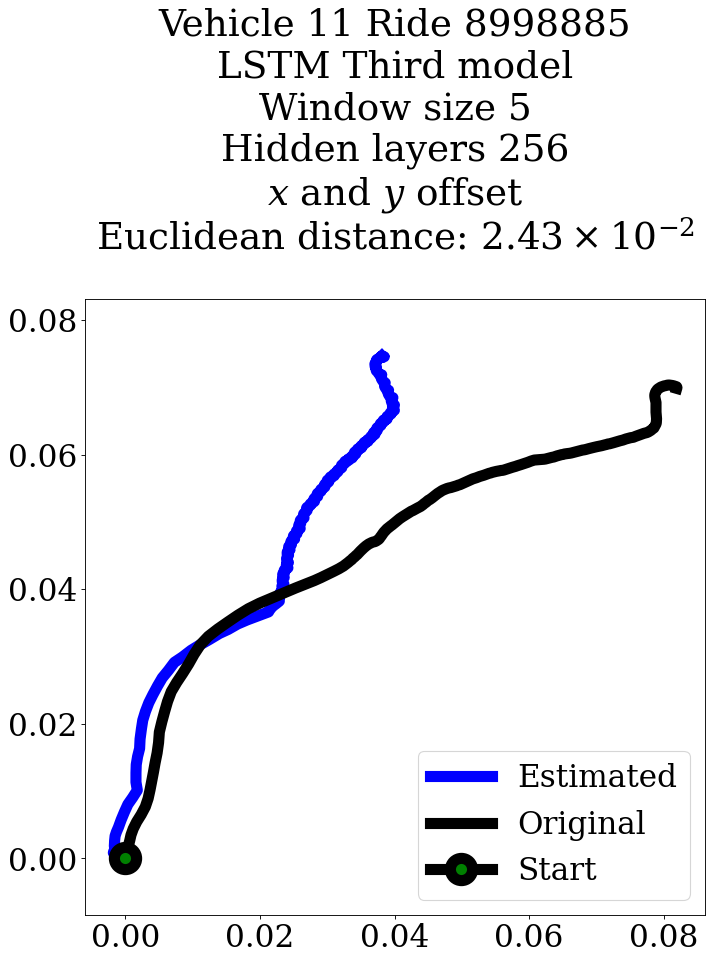 Vehicle 11 Ride 8998885
LSTM Third model
Window size 5
Hidden layers 256
x and y offset
Euclidean distance: 2.43 × 10⁻²
0.08
0.06
0.04
0.02
0.00
Estimated
Original
Start
0.00 0.02 0.04 0.06 0.08